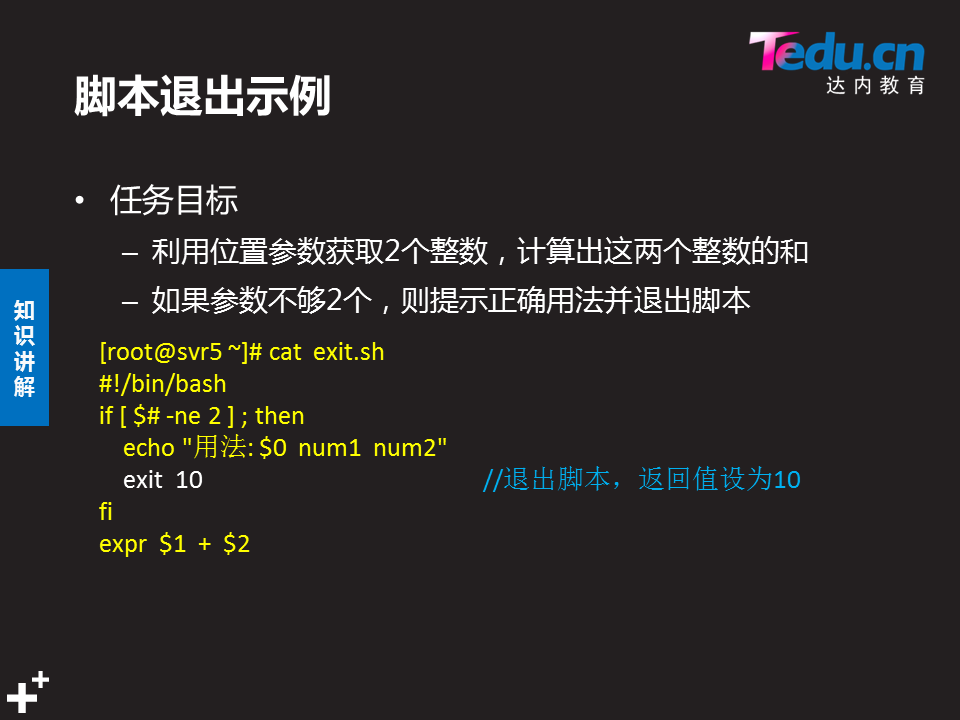 Tedu.cn
达内教育
脚本退出示例
• 任务目标
– 利用位置参数获取2个整数，计算出这两个整数的和
– 如果参数不够2个，则提示正确用法并退出脚本
知识讲解
[root@svr5 ~]# cat  exit.sh
#!/bin/bash
if [ $# -ne 2 ] ; then
    echo "用法: $0  num1  num2"
    exit  10    //退出脚本，返回值设为10
fi
expr  $1  +  $2